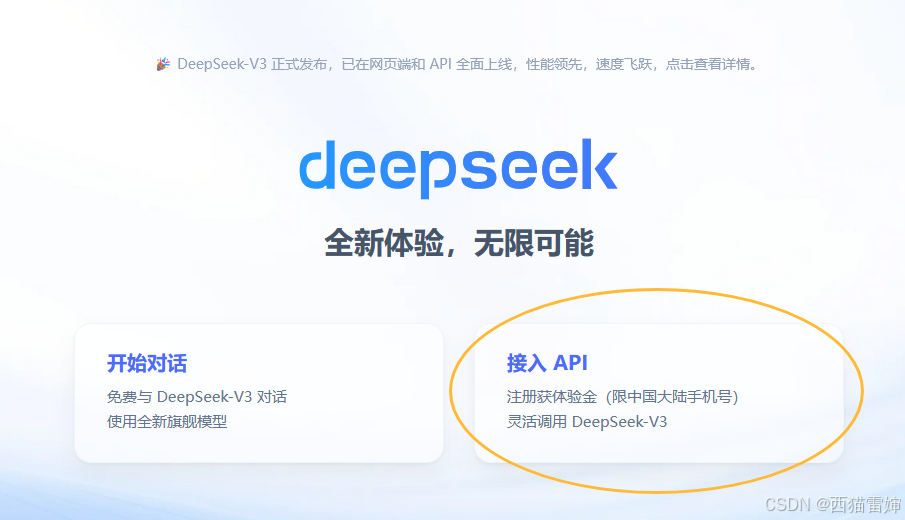 🎉 DeepSeek-V3 正式发布，已在网页端和 API 全面上线，性能领先，速度飞跃，点击查看详情。
deepseek
全新体验，无限可能
开始对话
免费与 DeepSeek-V3 对话
使用全新旗舰模型
接入 API
注册获体验金（限中国大陆手机号）
灵活调用 DeepSeek-V3
CSDN @西猫雷婶